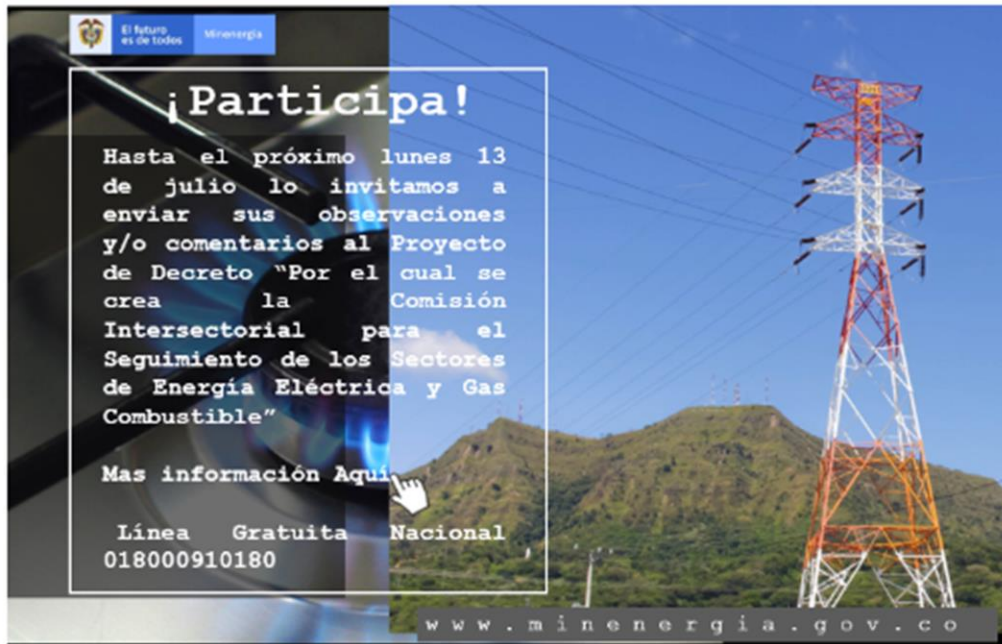 El futuro
es de todos
Minenergía
¡Participa!
Hasta el próximo lunes 13
de julio lo invitamos a
enviar sus observaciones
y/o comentarios al Proyecto
de Decreto “Por el cual se
crea la Comisión
Intersectorial para el
Seguimiento de los Sectores
de Energía Eléctrica y Gas
Combustible”
Mas información Aquí
Línea Gratuita Nacional
018000910180
www.minenergia.gov.co